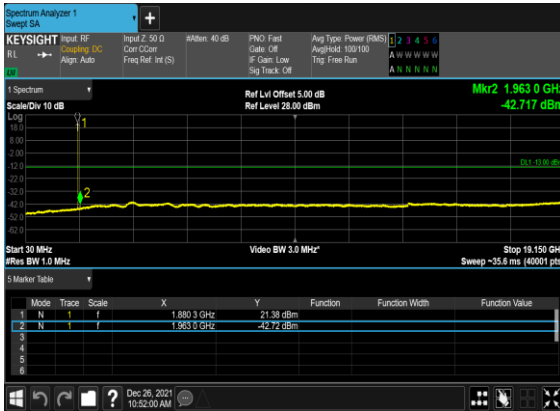 Spectrum Analyzer 1
Swept SA
+
KEYSIGHT Input: RF Input Z: 50 Ω #Atten: 40 dB PNO: Fast Avg Type: Power (RMS) 1 2 3 4 5 6
RL Coupling: DC Corr CCorr Gate: Off Avg|Hold: 100/100 A W W W W W
Align: Auto Freq Ref: Int (S) IF Gain: Low Trig: Free Run
Sig Track: Off A N N N N N
1 Spectrum Ref Lvl Offset 5.00 dB Mkr2 1.963 0 GHz
Scale/Div 10 dB Ref Level 28.00 dBm -42.717 dBm
Log
18.0
8.00
-2.00
-12.0
-22.0
-32.0
-42.0
-52.0
-62.0
1
2
DL1 -13.00 dBm
Start 30 MHz Video BW 3.0 MHz* Stop 19.150 GHz
#Res BW 1.0 MHz Sweep ~35.6 ms (40001 pts)
5 Marker Table
Mode Trace Scale X Y Function Function Width Function Value
1 N 1 f 1.880 3 GHz 21.38 dBm
2 N 1 f 1.963 0 GHz -42.72 dBm
3
4
5
6
? Dec 26, 2021
10:52:00 AM